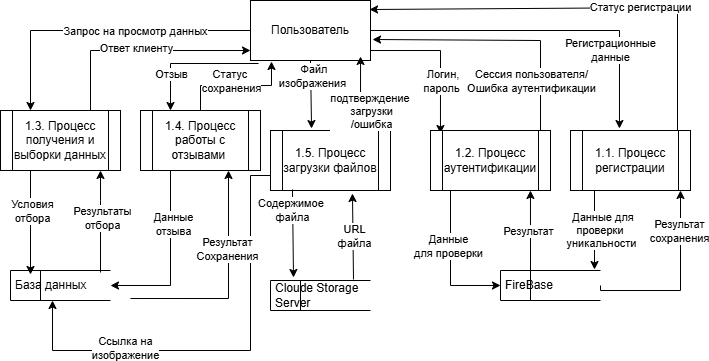 Статус регистрации
Пользователь
Запрос на просмотр данных
Ответ клиенту
Регистрационные
данные
Отзыв
Статус
(сохранения
Файл
изображения
подтверждение
загрузки
/ошибка
Логин,
пароль
Сессия пользователя/
Ошибка аутентификации
1.3. Процесс
получения и
выборки данных
1.4. Процесс
работы с
отзывами
1.5. Процесс
загрузки файлов
1.2. Процесс
аутентификации
1.1. Процесс
регистрации
Условия
отбора
Результаты
отбора
Данные
отзыва
Результат
Сохранения
Содержимое
файла
URL
файла
Данные
для проверки
Результат
Данные для
проверки
уникальности
Результат
сохранения
База данных
Cloude Storage
Server
FireBase
Ссылка на
изображение